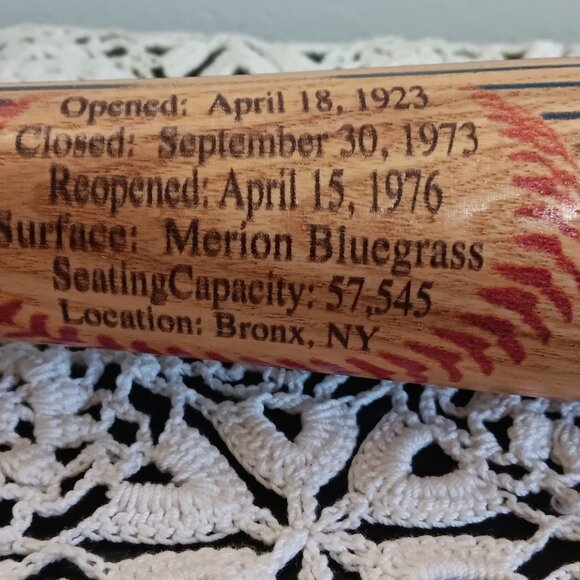 Opened: April 18, 1923
Closed: September 30, 1973
Reopened: April 15, 1976
Surface: Merion Bluegrass
SeatingCapacity: 57,545
Location: Bronx, NY